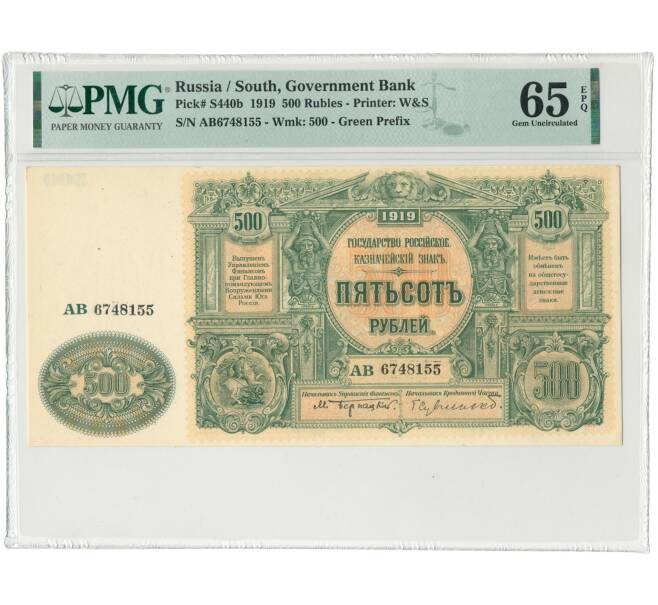 PMG
PAPER MONEY GUARANTY
Russia / South, Government Bank
Pick# S440b 1919 500 Rubles - Printer: W&S
S/N AB6748155 - Wmk: 500 - Green Prefix
65 EPQ
Gem Uncirculated
1919
500
500
ГОСУДАРСТВО РОССІЙСКОЕ.
КАЗНАЧЕЙСКІЙ ЗНАКЪ.
ПЯТЬСОТЪ
РУБЛЕЙ
Выпущенъ
Управленіемъ
Финансовъ
при Главно-
командующемъ
Вооруженными
Силами Юга
Россіи.
Имѣетъ быть
обмѣненъ
на общегосу-
дарственные
денежные
знаки.
АВ 6748155
АВ 6748155
500
500
Начальникъ Управленія Финансовъ,
Начальникъ Кредитной Части,